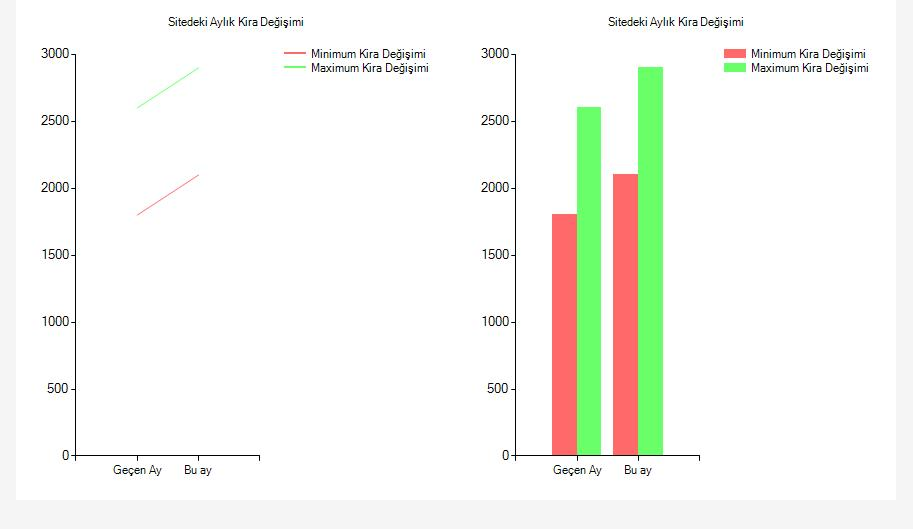 Sitedeki Aylık Kira Değişimi
3000
2500
2000
1500
1000
500
0
Geçen Ay
Bu ay
Minimum Kira Değişimi
Maximum Kira Değişimi
Sitedeki Aylık Kira Değişimi
3000
2500
2000
1500
1000
500
0
Geçen Ay
Bu ay
Minimum Kira Değişimi
Maximum Kira Değişimi